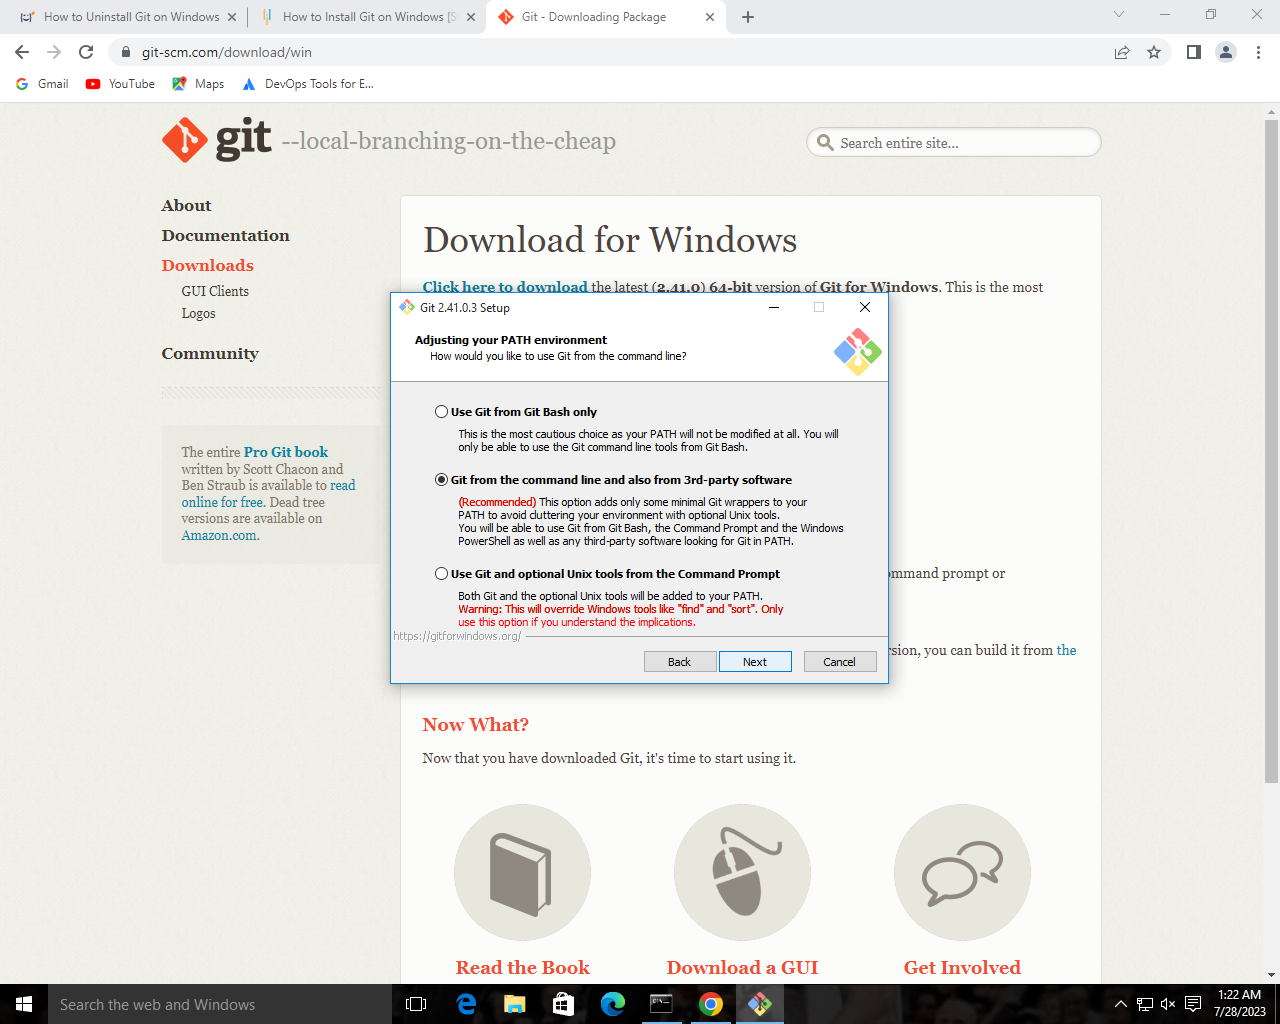 How to Uninstall Git on Windows
How to Install Git on Windows [S
Git - Downloading Package
git-scm.com/download/win
Gmail
YouTube
Maps
DevOps Tools for E...
git --local-branching-on-the-cheap
Search entire site...
About
Documentation
Downloads
GUI Clients
Logos
Community
The entire Pro Git book
written by Scott Chacon and
Ben Straub is available to read
online for free. Dead tree
versions are available on
Amazon.com.
Download for Windows
Click here to download the latest (2.41.0) 64-bit version of Git for Windows. This is the most
Git 2.41.0.3 Setup
Adjusting your PATH environment
How would you like to use Git from the command line?
Use Git from Git Bash only
This is the most cautious choice as your PATH will not be modified at all. You will
only be able to use the Git command line tools from Git Bash.
Git from the command line and also from 3rd-party software
(Recommended) This option adds only some minimal Git wrappers to your
PATH to avoid cluttering your environment with optional Unix tools.
You will be able to use Git from Git Bash, the Command Prompt and the Windows
PowerShell as well as any third-party software looking for Git in PATH.
Use Git and optional Unix tools from the Command Prompt
Both Git and the optional Unix tools will be added to your PATH.
Warning: This will override Windows tools like "find" and "sort". Only
use this option if you understand the implications.
https://gitforwindows.org/
Back
Next
Cancel
mmand prompt or
rsion, you can build it from the
Now What?
Now that you have downloaded Git, it's time to start using it.
Read the Book
Download a GUI
Get Involved
Search the web and Windows
1:22 AM
7/28/2023